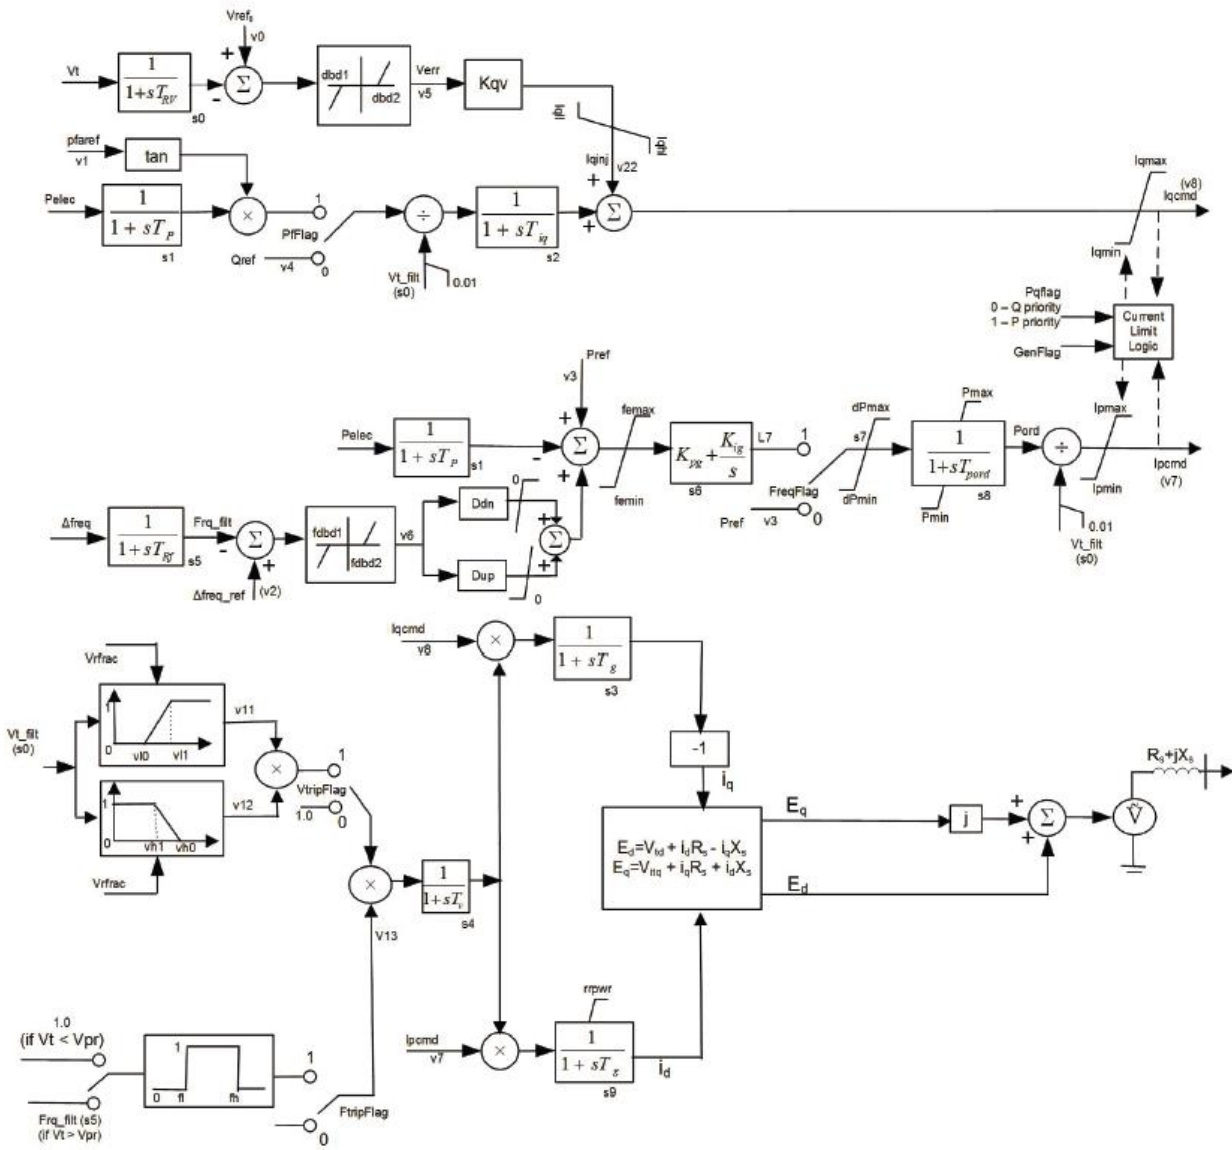 Vref₀
v0
+
Vt
1
1+sT_RV
s0
-
Σ
dbd1
dbd2
Verr
v5
Kqv
Iqll
Iqhl
pfaref
v1
tan
Iqinj
v22
Iqmax
(v8)
Iqcmd
Pelec
1
1 + sT_P
s1
×
1
PfFlag
Qref
v4
0
÷
1
1 + sT_iq
s2
+
+
Σ
Vt_filt
(s0)
0.01
Iqmin
Pqflag
0 – Q priority
1 – P priority
GenFlag
Current
Limit
Logic
Pref
v3
+
Pelec
1
1 + sT_P
s1
-
Σ
+
femax
femin
K_pg + K_ig
s
s6
L7
1
FreqFlag
Pref
v3
0
dPmax
s7
dPmin
Pmax
1
1+sT_pord
s8
Pmin
Pord
÷
Ipmax
Ipmin
Ipcmd
(v7)
0.01
Vt_filt
(s0)
Δfreq
1
1+sT_Rf
s5
Frq_filt
-
Σ
+
Δfreq_ref
(v2)
fdbd1
fdbd2
v6
Ddn
0
Dup
0
+
Σ
+
Iqcmd
v8
×
1
1 + sT_g
s3
Vrfrac
1
0
vl0
vl1
v11
Vt_filt
(s0)
1
0
vh1
vh0
v12
Vrfrac
×
1
VtripFlag
1.0
0
×
V13
1
1+sT_v
s4
-1
i_q
E_d=V_td + i_dR_s - i_qX_s
E_q=V_tq + i_qR_s + i_dX_s
E_q
E_d
j
+
+
Σ
Ṽ
R_s+jX_s
Ipcmd
v7
×
rrpwr
1
1 + sT_g
s9
i_d
1.0
(if Vt < Vpr)
Frq_filt (s5)
(if Vt > Vpr)
1
0
fl
fh
1
FtripFlag
0